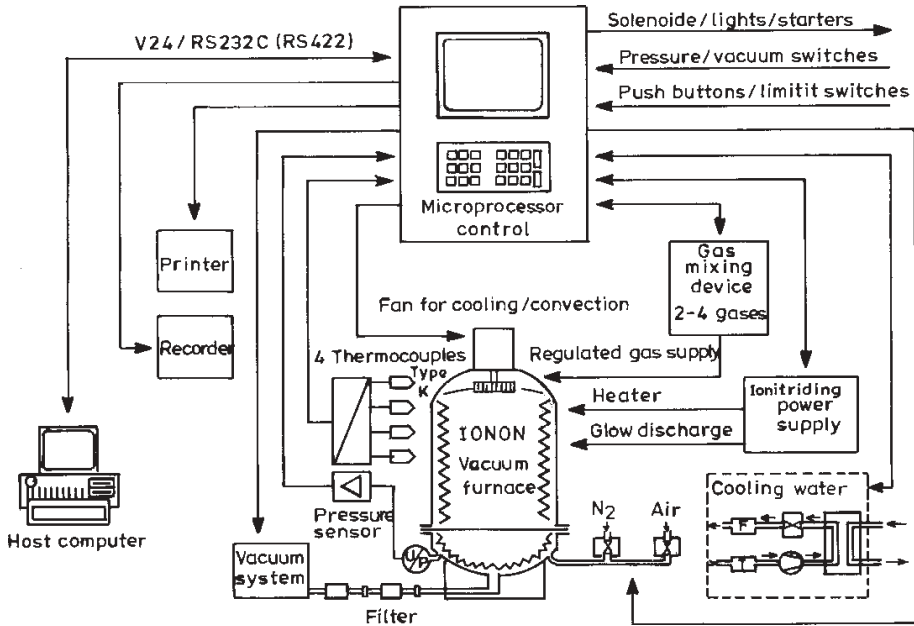 V24/RS232C (RS422)
Solenoide/lights/starters
Pressure/vacuum switches
Push buttons/limitit switches
Microprocessor
control
Printer
Recorder
Gas
mixing
device
2-4 gases
Fan for cooling/convection
4 Thermocouples
Type
K
Regulated gas supply
Heater
Glow discharge
Ionitriding
power
supply
IONON
Vacuum
furnace
Pressure
sensor
Host computer
Vacuum
system
Filter
U/P
N2
Air
Cooling water
F
T